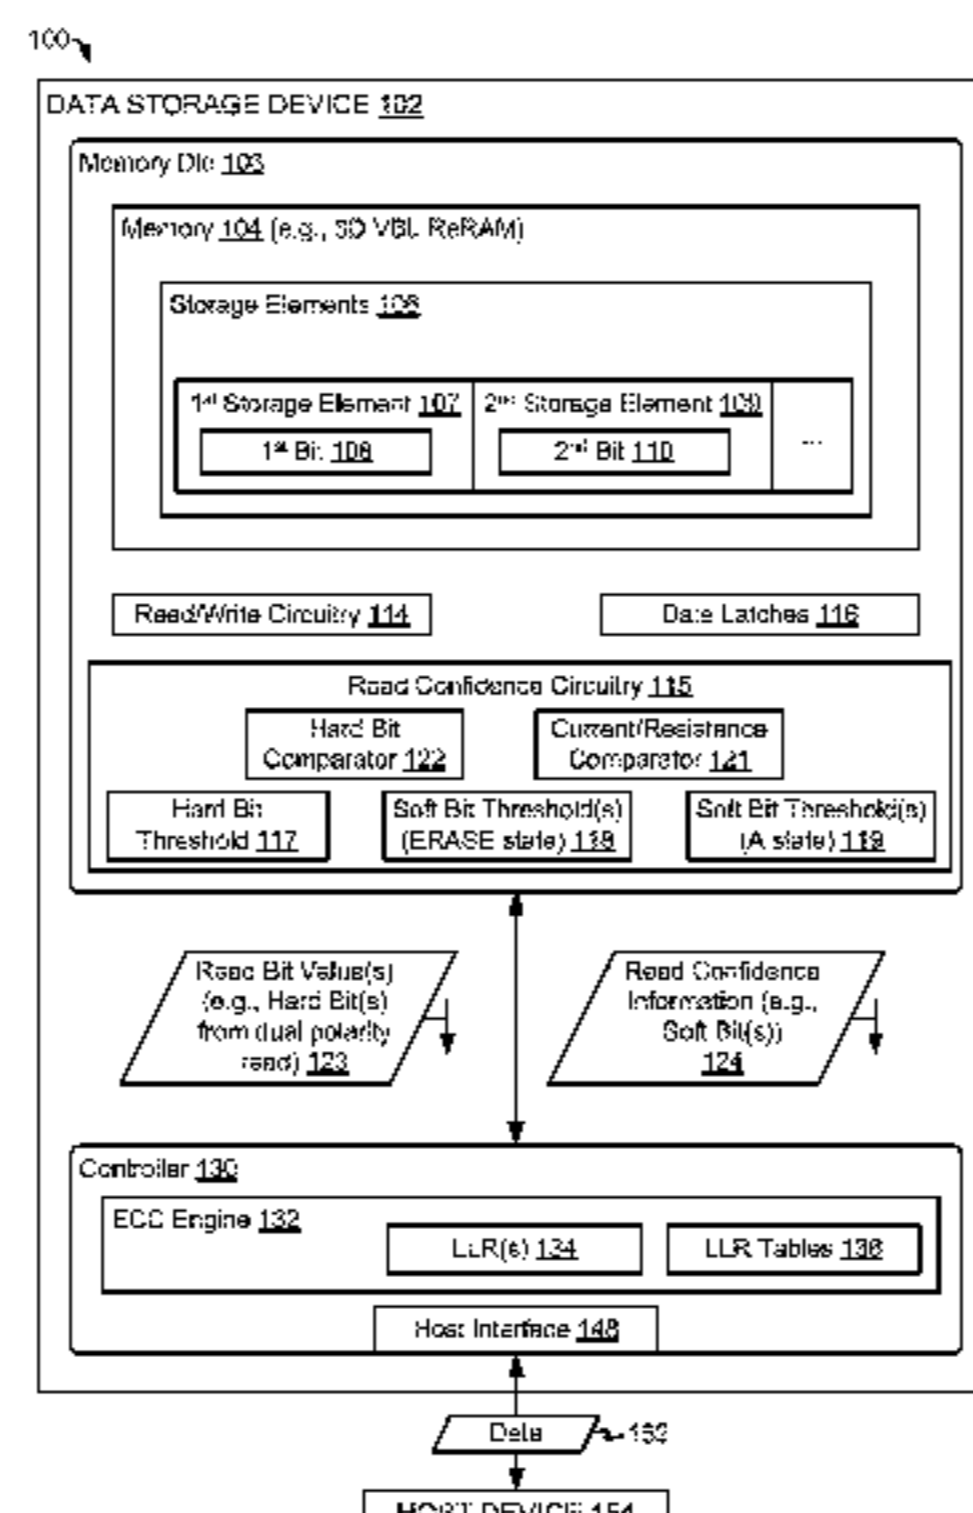 100
DATA STORAGE DEVICE 102
Memory Die 103
Memory 104 (e.g., 3D VBL ReRAM)
Storage Elements 106
1st Storage Element 107
2nd Storage Element 109
1st Bit 108
2nd Bit 110
...
Read/Write Circuitry 114
Data Latches 116
Read Confidence Circuitry 115
Hard Bit
Comparator 122
Current/Resistance
Comparator 121
Hard Bit
Threshold 117
Soft Bit Threshold(s)
(ERASE state) 118
Soft Bit Threshold(s)
(A state) 119
Read Bit Value(s)
(e.g., Hard Bit(s)
from dual polarity
read) 123
Read Confidence
Information (e.g.,
Soft Bit(s))
124
Controller 130
ECC Engine 132
LLR(s) 134
LLR Tables 136
Host Interface 148
Data
152
HOST DEVICE 154